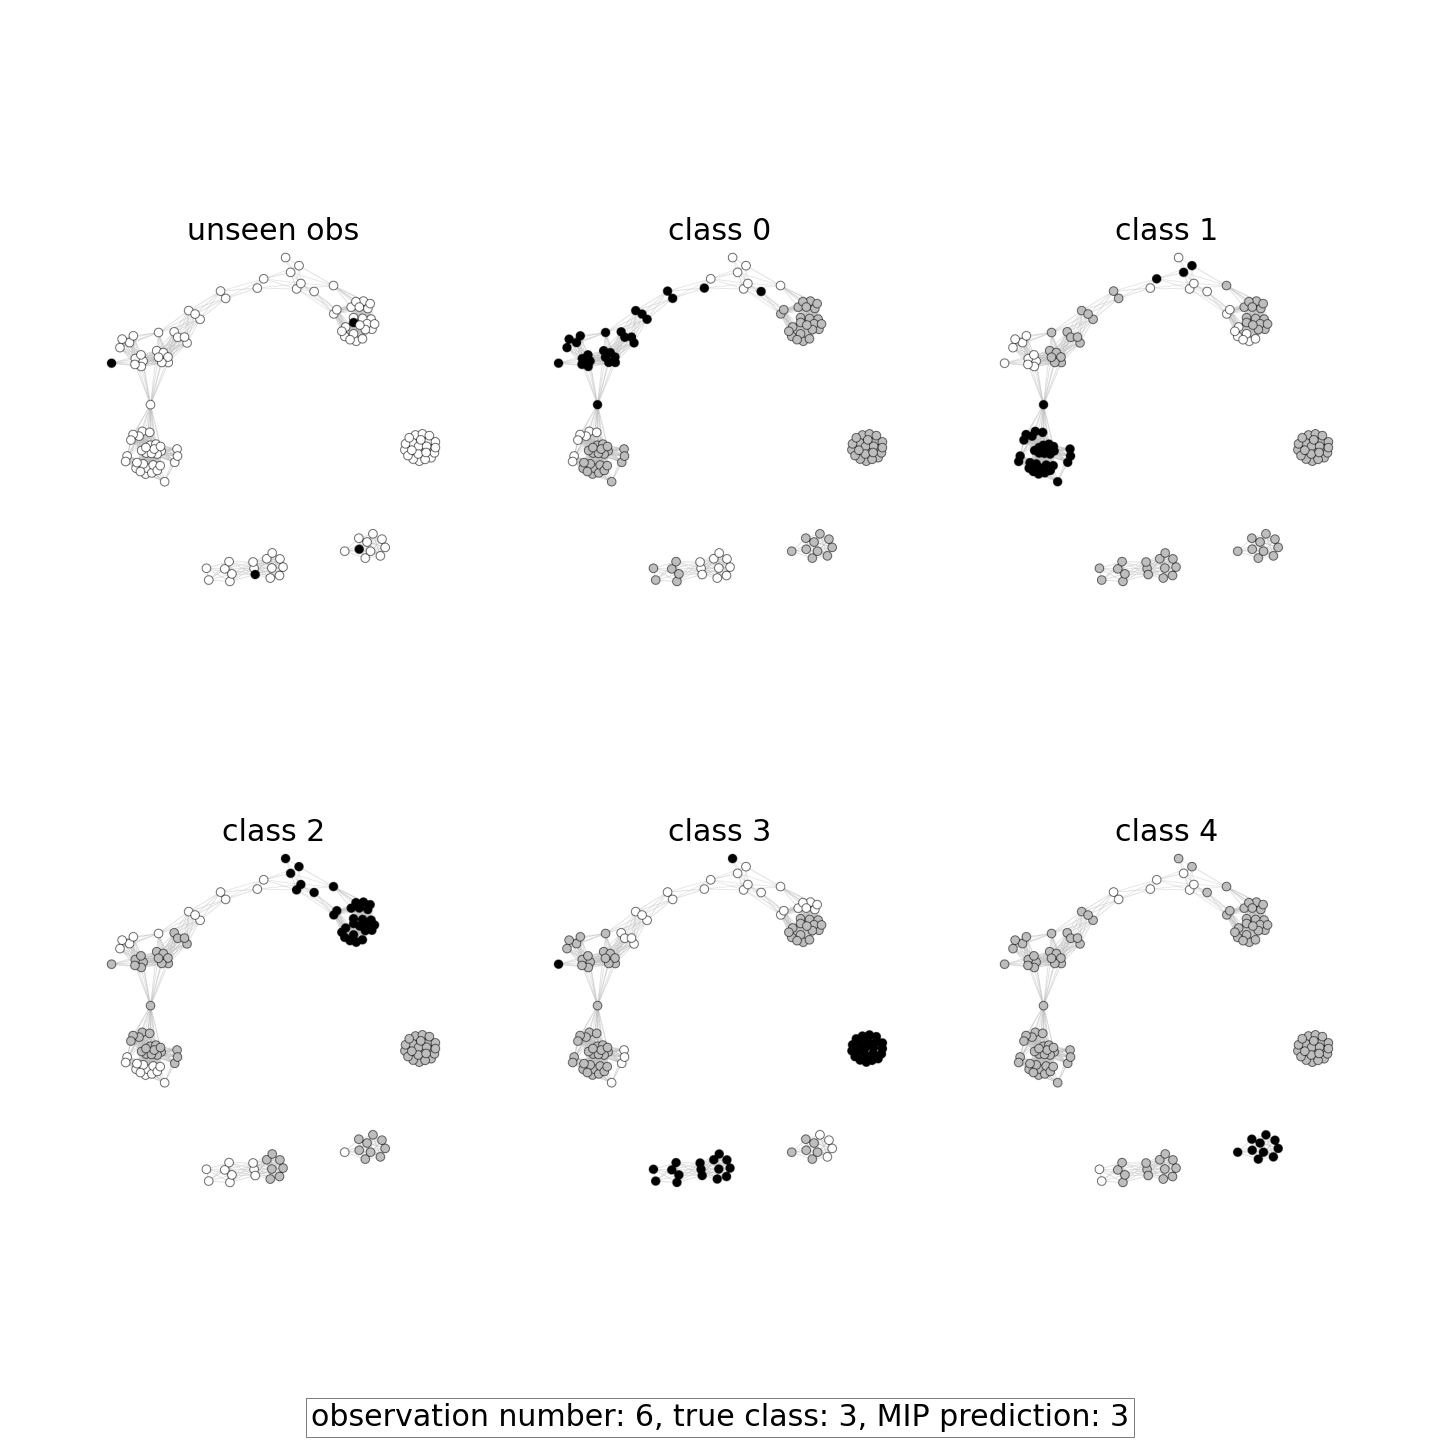 unseen obs
class 0
class 1
class 2
class 3
class 4
observation number: 6, true class: 3, MIP prediction: 3